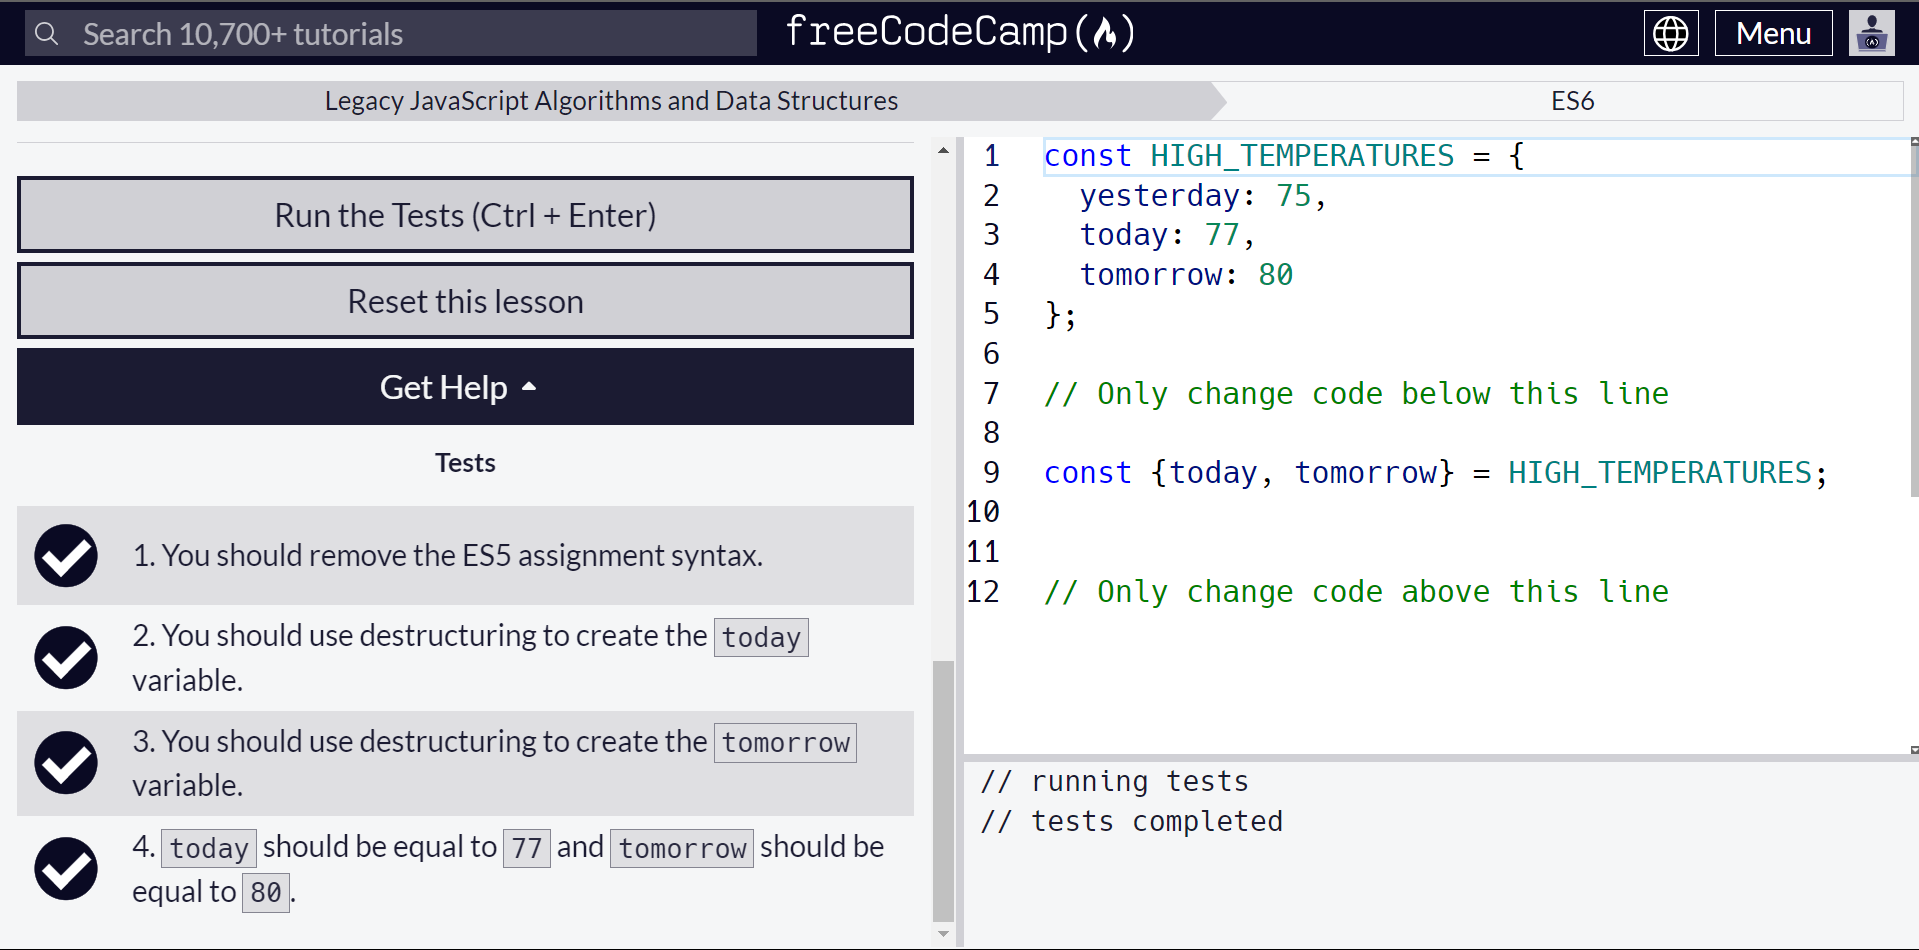 Search 10,700+ tutorials
freeCodeCamp(🔥)
Menu
Legacy JavaScript Algorithms and Data Structures
ES6
Run the Tests (Ctrl + Enter)
Reset this lesson
Get Help
Tests
1. You should remove the ES5 assignment syntax.
2. You should use destructuring to create the today
variable.
3. You should use destructuring to create the tomorrow
variable.
4. today should be equal to 77 and tomorrow should be
equal to 80.
1 const HIGH_TEMPERATURES = {
2   yesterday: 75,
3   today: 77,
4   tomorrow: 80
5 };
6
7 // Only change code below this line
8
9 const {today, tomorrow} = HIGH_TEMPERATURES;
10
11
12 // Only change code above this line
// running tests
// tests completed